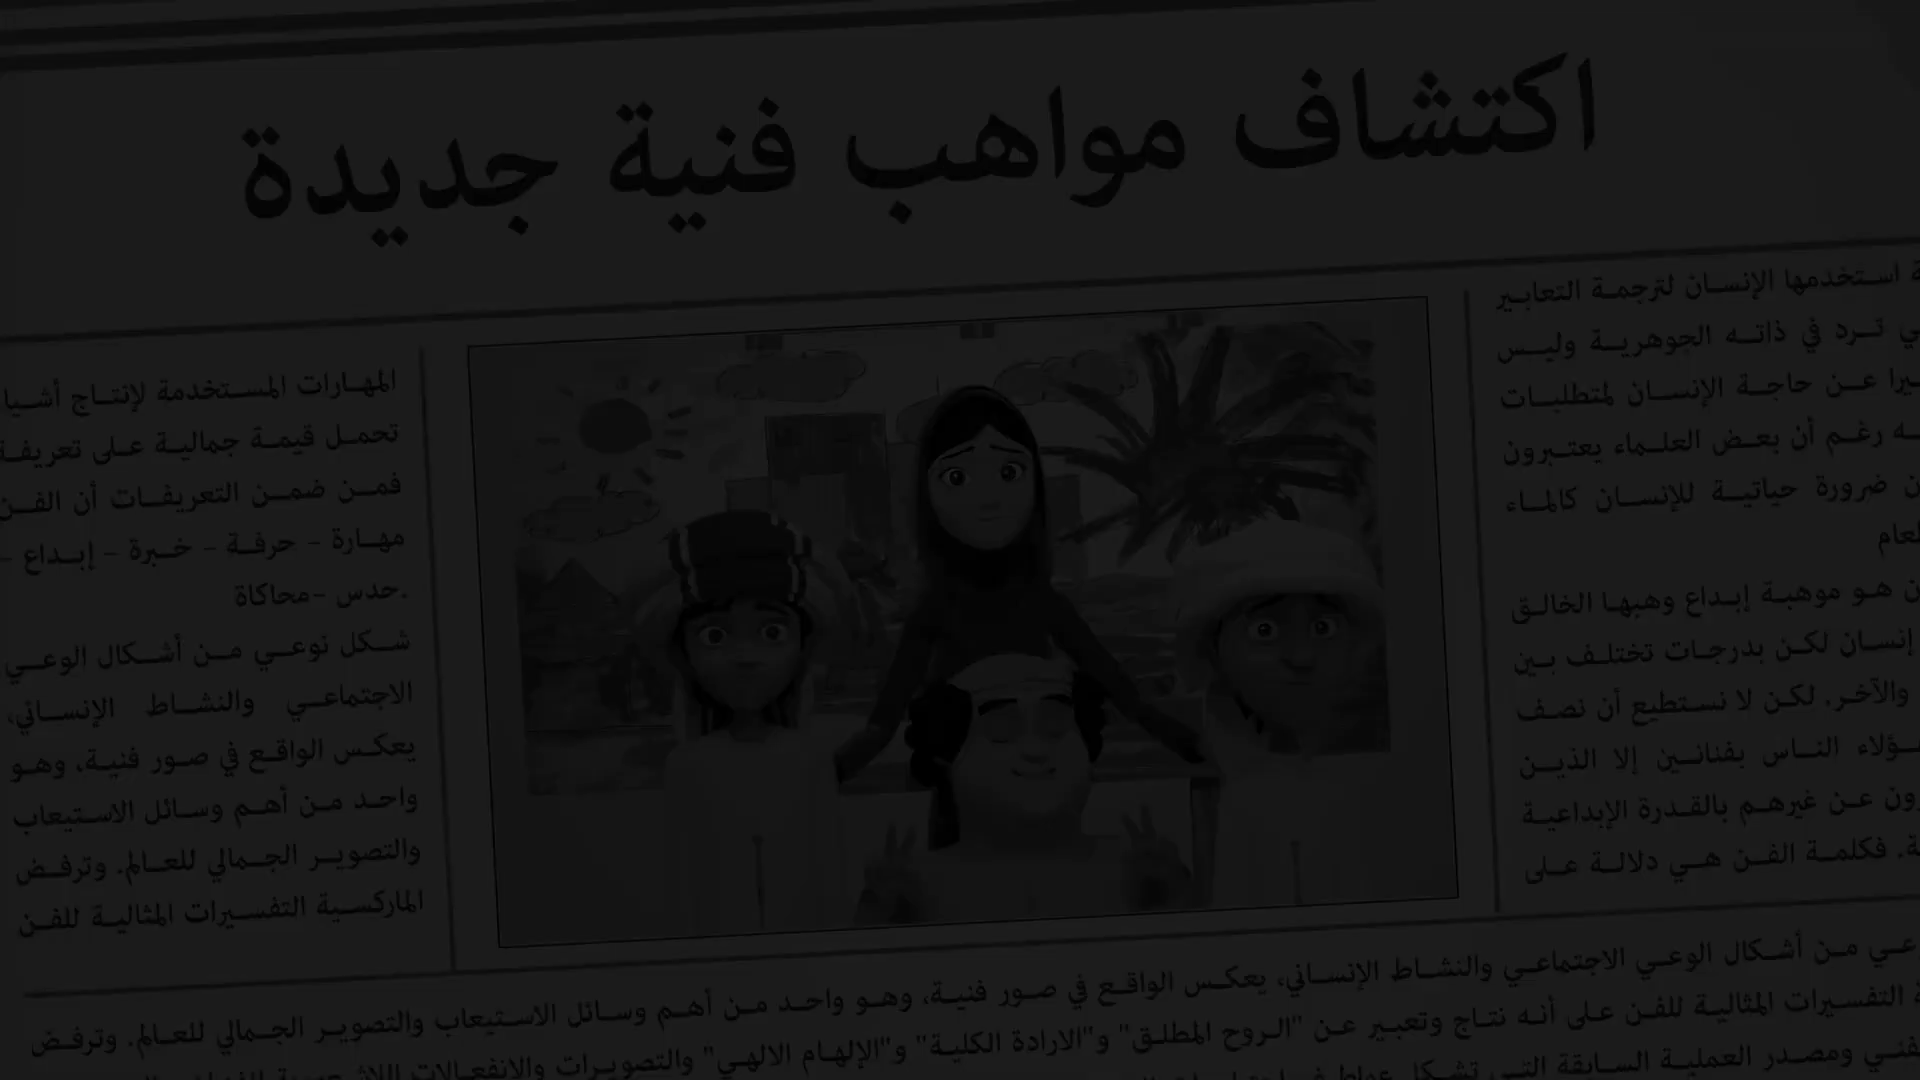 اكتشاف مواهب فنية جديدة
استخدمها الإنسان لترجمة التعابير
ترد في ذاته الجوهرية وليس
عن حاجة الإنسان لمتطلبات
رغم أن بعض العلماء يعتبرون
ضرورة حياتية للإنسان كالماء
هو موهبة إبداع وهبها الخالق
إنسان لكن بدرجات تختلف بين
والآخر. لكن لا نستطيع أن نصف
الناس بفنانين إلا الذين
عن غيرهم بالقدرة الإبداعية
فكلمة الفن هي دلالة على
المهارات المستخدمة لإنتاج أشيا
تحمل قيمة جمالية على تعريفة
فمن ضمن التعريفات أن الفن
مهارة – حرفة – خبرة – إبداع –
حدس –محاكاة.
شكل نوعي من أشكال الوعي
الاجتماعي والنشاط الإنساني،
يعكس الواقع في صور فنية، وهو
واحد من أهم وسائل الاستيعاب
والتصوير الجمالي للعالم. وترفض
الماركسية التفسيرات المثالية للفن
من أشكال الوعي الاجتماعي والنشاط الإنساني، يعكس الواقع في صور فنية، وهو واحد من أهم وسائل الاستيعاب والتصوير الجمالي للعالم. وترفض
التفسيرات المثالية للفن على أنه نتاج وتعبير عن "الروح المطلق" و"الارادة الكلية" و"الإلهام الالهي" والتصويرات والانفعالات
ومصدر العملية السابقة التي تشكل